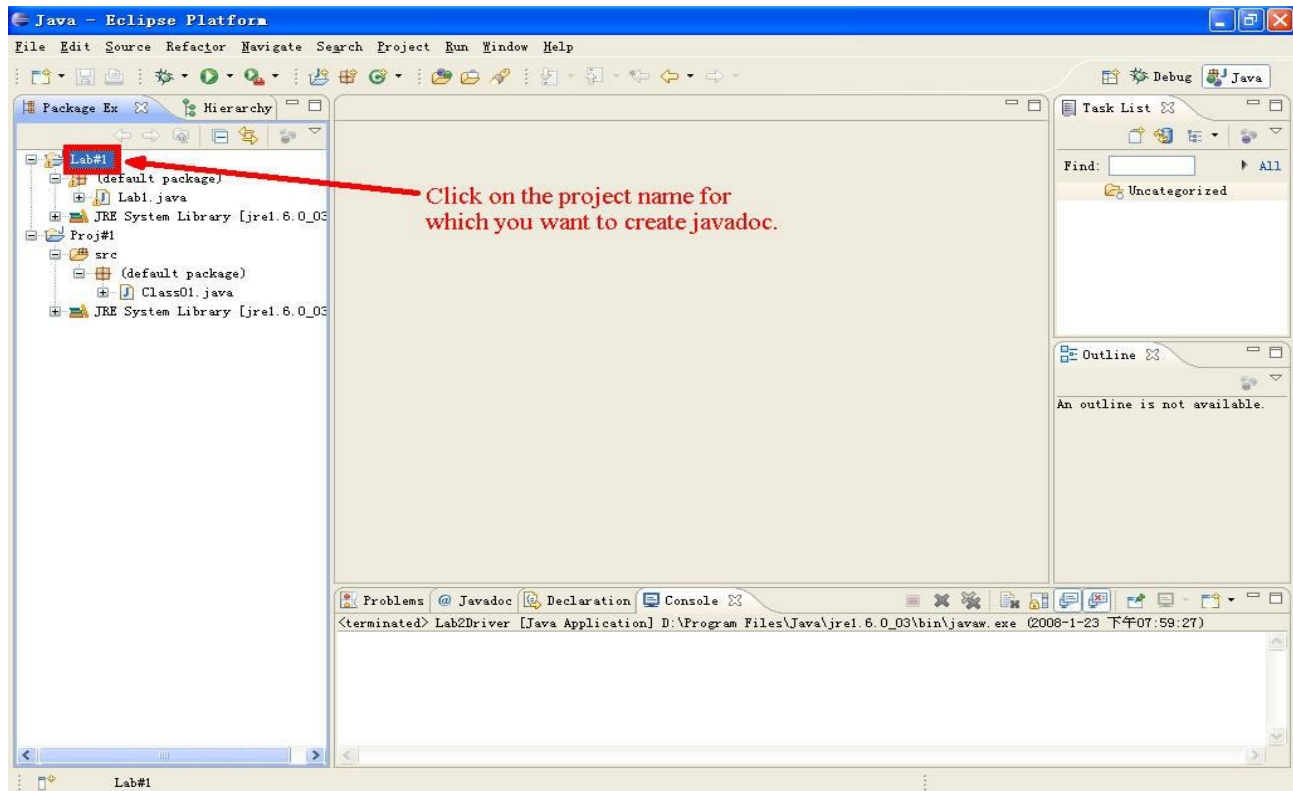 Java - Eclipse Platform
File Edit Source Refactor Navigate Search Project Run Window Help
Debug Java
Package Ex Hierarchy
Task List
Find: All
Uncategorized
Lab#1
(default package)
Lab1.java
JRE System Library [jre1.6.0_03
Proj#1
src
(default package)
Class01.java
JRE System Library [jre1.6.0_03
Click on the project name for
which you want to create javadoc.
Outline
An outline is not available.
Problems @ Javadoc Declaration Console
<terminated> Lab2Driver [Java Application] D:\Program Files\Java\jre1.6.0_03\bin\javaw.exe (2008-1-23 下午07:59:27)
Lab#1